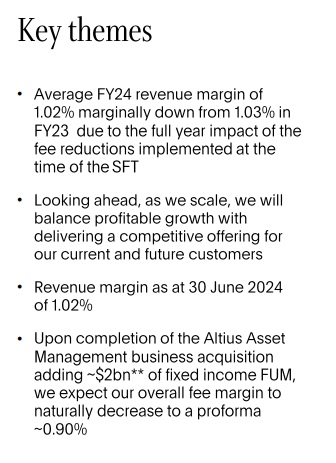 Key themes
• Average FY24 revenue margin of
1.02% marginally down from 1.03% in
FY23 due to the full year impact of the
fee reductions implemented at the
time of the SFT
• Looking ahead, as we scale, we will
balance profitable growth with
delivering a competitive offering for
our current and future customers
• Revenue margin as at 30 June 2024
of 1.02%
• Upon completion of the Altius Asset
Management business acquisition
adding ~$2bn** of fixed income FUM,
we expect our overall fee margin to
naturally decrease to a proforma
~0.90%